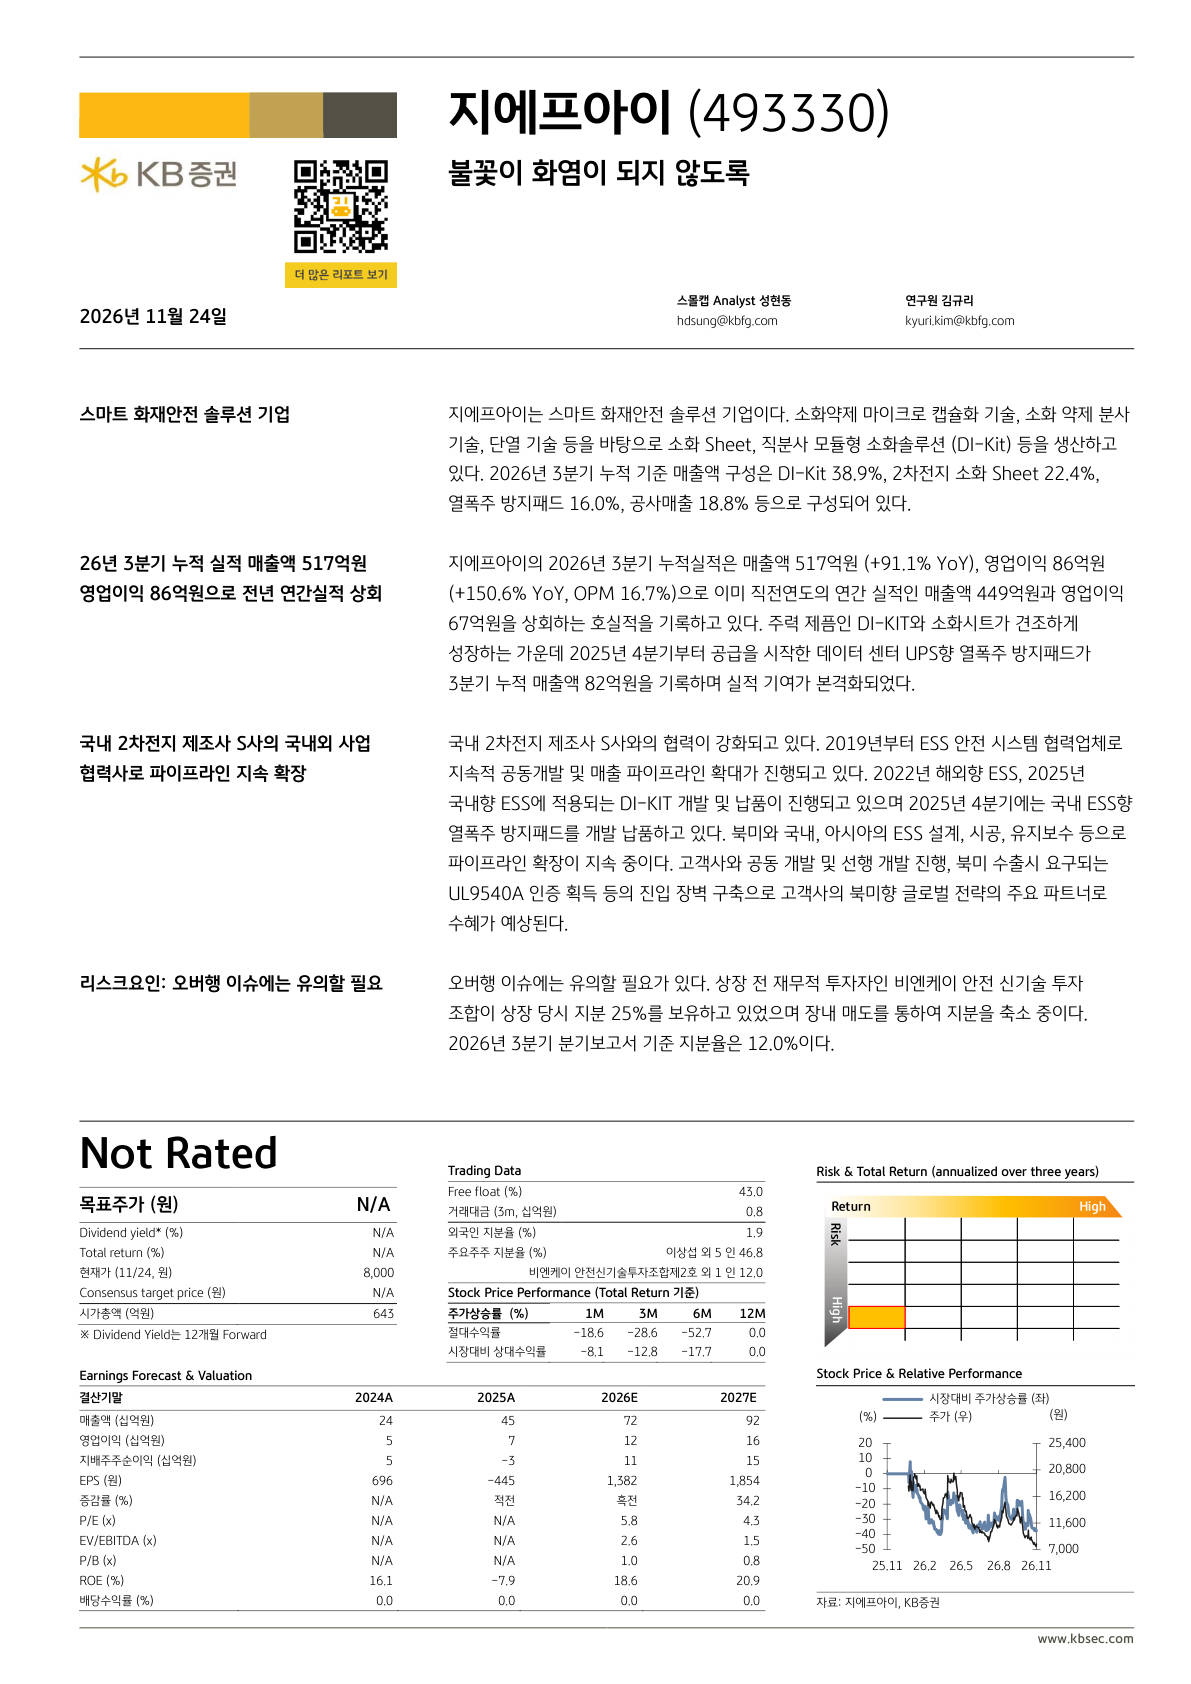 지에프아이 (493330)
불꽃이 화염이 되지 않도록
KB증권
더 많은 리포트 보기
2026년 11월 24일
스몰캡 Analyst 성현동
hdsung@kbfg.com
연구원 김규리
kyuri.kim@kbfg.com
스마트 화재안전 솔루션 기업
지에프아이는 스마트 화재안전 솔루션 기업이다. 소화약제 마이크로 캡슐화 기술, 소화 약제 분사
기술, 단열 기술 등을 바탕으로 소화 Sheet, 직분사 모듈형 소화솔루션 (DI-Kit) 등을 생산하고
있다. 2026년 3분기 누적 기준 매출액 구성은 DI-Kit 38.9%, 2차전지 소화 Sheet 22.4%,
열폭주 방지패드 16.0%, 공사매출 18.8% 등으로 구성되어 있다.
26년 3분기 누적 실적 매출액 517억원
영업이익 86억원으로 전년 연간실적 상회
지에프아이의 2026년 3분기 누적실적은 매출액 517억원 (+91.1% YoY), 영업이익 86억원
(+150.6% YoY, OPM 16.7%)으로 이미 직전연도의 연간 실적인 매출액 449억원과 영업이익
67억원을 상회하는 호실적을 기록하고 있다. 주력 제품인 DI-KIT와 소화시트가 견조하게
성장하는 가운데 2025년 4분기부터 공급을 시작한 데이터 센터 UPS향 열폭주 방지패드가
3분기 누적 매출액 82억원을 기록하며 실적 기여가 본격화되었다.
국내 2차전지 제조사 S사의 국내외 사업
협력사로 파이프라인 지속 확장
국내 2차전지 제조사 S사와의 협력이 강화되고 있다. 2019년부터 ESS 안전 시스템 협력업체로
지속적 공동개발 및 매출 파이프라인 확대가 진행되고 있다. 2022년 해외향 ESS, 2025년
국내향 ESS에 적용되는 DI-KIT 개발 및 납품이 진행되고 있으며 2025년 4분기에는 국내 ESS향
열폭주 방지패드를 개발 납품하고 있다. 북미와 국내, 아시아의 ESS 설계, 시공, 유지보수 등으로
파이프라인 확장이 지속 중이다. 고객사와 공동 개발 및 선행 개발 진행, 북미 수출시 요구되는
UL9540A 인증 획득 등의 진입 장벽 구축으로 고객사의 북미향 글로벌 전략의 주요 파트너로
수혜가 예상된다.
리스크요인: 오버행 이슈에는 유의할 필요
오버행 이슈에는 유의할 필요가 있다. 상장 전 재무적 투자자인 비엔케이 안전 신기술 투자
조합이 상장 당시 지분 25%를 보유하고 있었으며 장내 매도를 통하여 지분을 축소 중이다.
2026년 3분기 분기보고서 기준 지분율은 12.0%이다.
Not Rated
목표주가 (원) N/A
Dividend yield* (%) N/A
Total return (%) N/A
현재가 (11/24, 원) 8,000
Consensus target price (원) N/A
시가총액 (억원) 643
※ Dividend Yield는 12개월 Forward
Trading Data
Free float (%) 43.0
거래대금 (3m, 십억원) 0.8
외국인 지분율 (%) 1.9
주요주주 지분율 (%) 이상섭 외 5 인 46.8
비엔케이 안전신기술투자조합제2호 외 1 인 12.0
Stock Price Performance (Total Return 기준)
주가상승률 (%) 1M 3M 6M 12M
절대수익률 -18.6 -28.6 -52.7 0.0
시장대비 상대수익률 -8.1 -12.8 -17.7 0.0
Earnings Forecast & Valuation
결산기말 2024A 2025A 2026E 2027E
매출액 (십억원) 24 45 72 92
영업이익 (십억원) 5 7 12 16
지배주주순이익 (십억원) 5 -3 11 15
EPS (원) 696 -445 1,382 1,854
증감률 (%) N/A 적전 흑전 34.2
P/E (x) N/A N/A 5.8 4.3
EV/EBITDA (x) N/A N/A 2.6 1.5
P/B (x) N/A N/A 1.0 0.8
ROE (%) 16.1 -7.9 18.6 20.9
배당수익률 (%) 0.0 0.0 0.0 0.0
Risk & Total Return (annualized over three years)
Return High
Risk
High
Stock Price & Relative Performance
시장대비 주가상승률 (좌)
(%) 주가 (우) (원)
20 25,400
10
0 20,800
-10
-20 16,200
-30 11,600
-40
-50 7,000
25.11 26.2 26.5 26.8 26.11
자료: 지에프아이, KB증권
www.kbsec.com